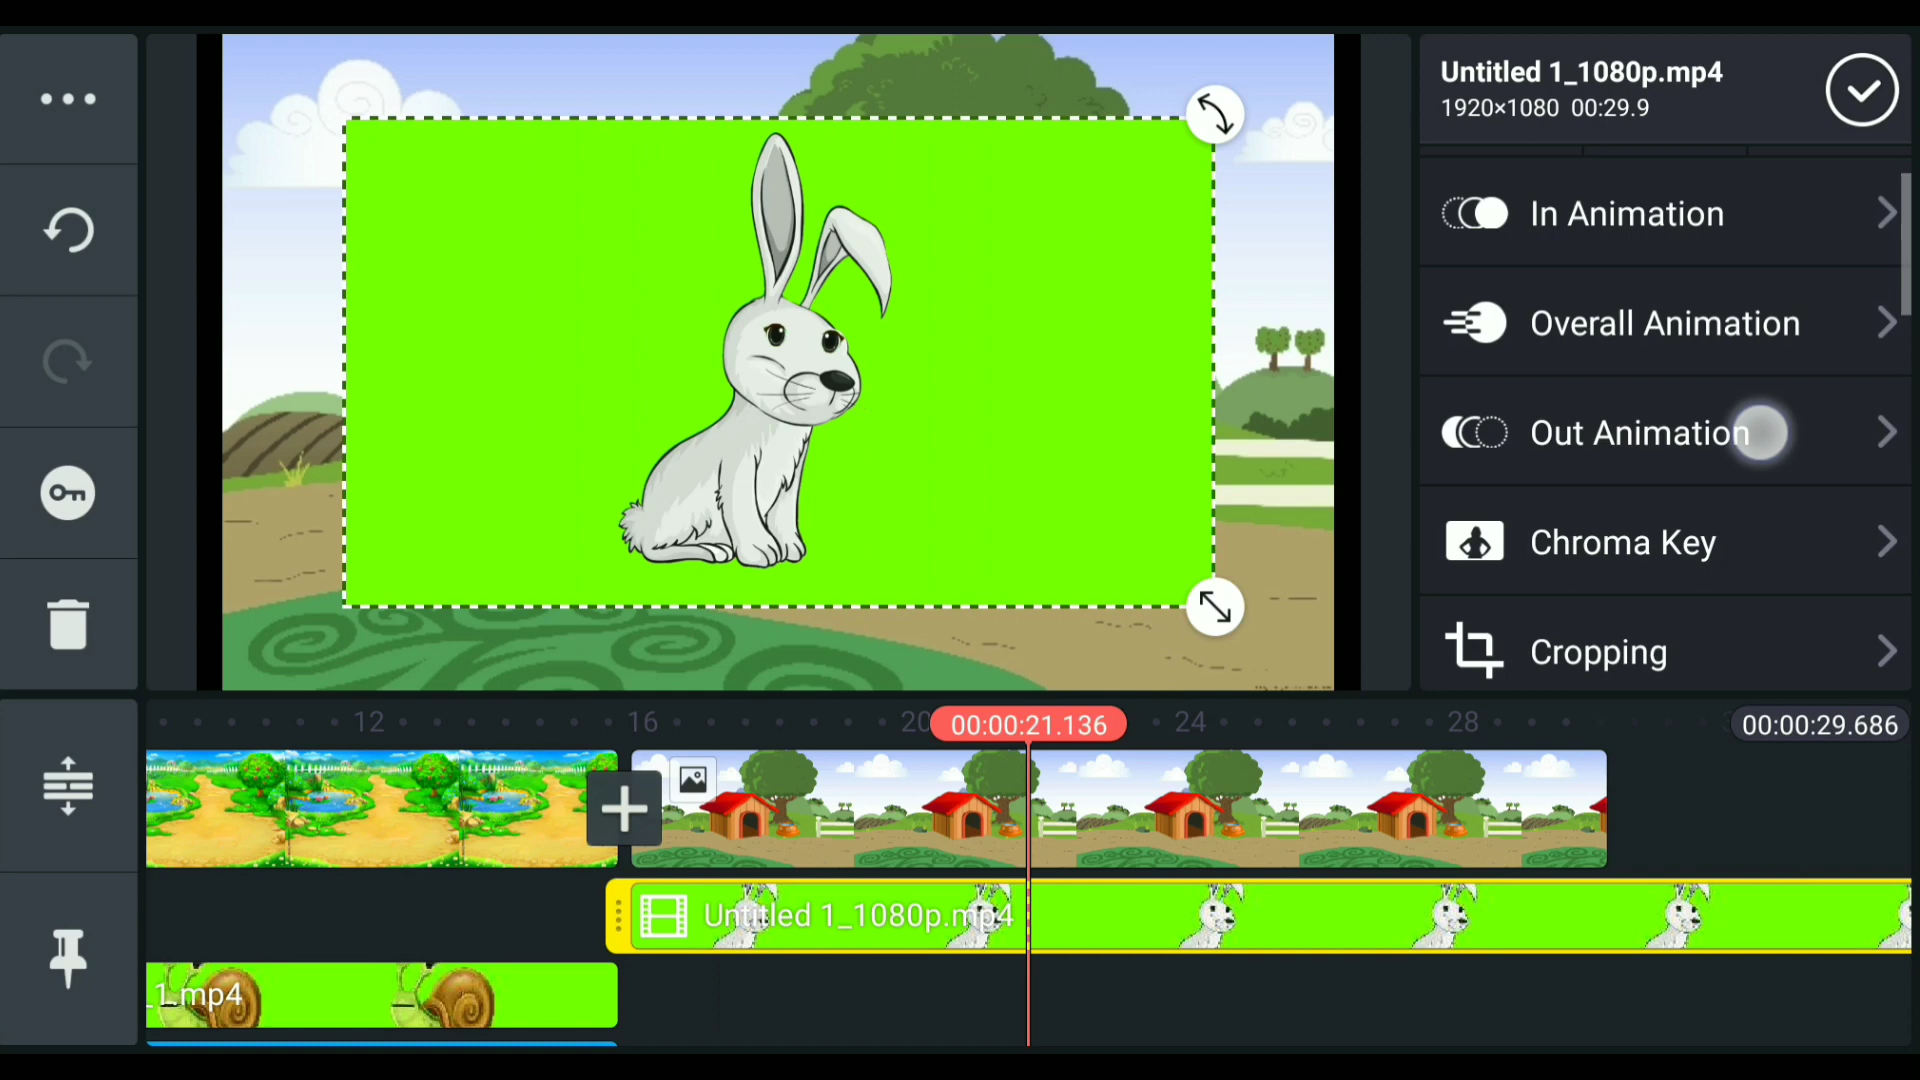 Untitled 1_1080p.mp4
1920×1080 00:29.9
In Animation
Overall Animation
Out Animation
Chroma Key
Cropping
12
16
20
00:00:21.136
24
28
00:00:29.686
Untitled 1_1080p.mp4
_1.mp4